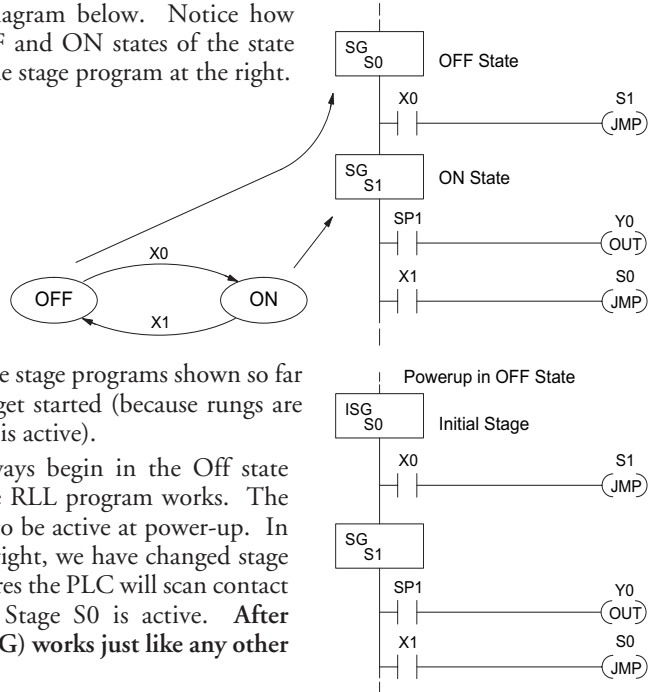 agram below. Notice how
F and ON states of the state
e stage program at the right.
SG
S0
OFF State
X0
S1
JMP
SG
S1
ON State
SP1
Y0
OUT
X1
S0
JMP
X0
OFF
ON
X1
e stage programs shown so far
get started (because rungs are
is active).
ays begin in the Off state
e RLL program works. The
o be active at power-up. In
right, we have changed stage
res the PLC will scan contact
Stage S0 is active. After
G) works just like any other
Powerup in OFF State
ISG
S0
Initial Stage
X0
S1
JMP
SG
S1
SP1
Y0
OUT
X1
S0
JMP